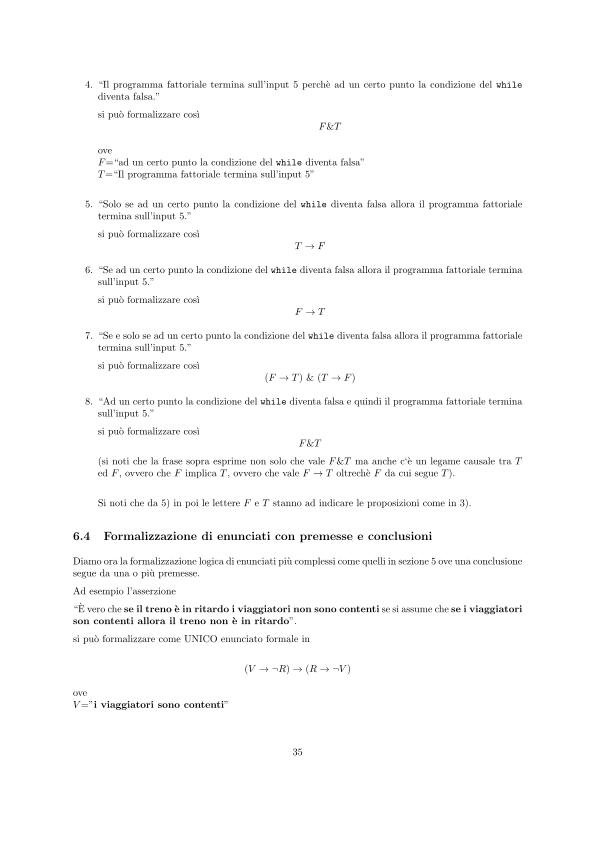 4. “Il programma fattoriale termina sull'input 5 perchè ad un certo punto la condizione del while
diventa falsa.”
si può formalizzare così
F&T
ove
F=“ad un certo punto la condizione del while diventa falsa”
T=“Il programma fattoriale termina sull'input 5”
5. “Solo se ad un certo punto la condizione del while diventa falsa allora il programma fattoriale
termina sull'input 5.”
si può formalizzare così
T → F
6. “Se ad un certo punto la condizione del while diventa falsa allora il programma fattoriale termina
sull'input 5.”
si può formalizzare così
F → T
7. “Se e solo se ad un certo punto la condizione del while diventa falsa allora il programma fattoriale
termina sull'input 5.”
si può formalizzare così
(F → T) & (T → F)
8. “Ad un certo punto la condizione del while diventa falsa e quindi il programma fattoriale termina
sull'input 5.”
si può formalizzare così
F&T
(si noti che la frase sopra esprime non solo che vale F&T ma anche c'è un legame causale tra T
ed F, ovvero che F implica T, ovvero che vale F → T oltrechè F da cui segue T).
Si noti che da 5) in poi le lettere F e T stanno ad indicare le proposizioni come in 3).
6.4 Formalizzazione di enunciati con premesse e conclusioni
Diamo ora la formalizzazione logica di enunciati più complessi come quelli in sezione 5 ove una conclusione
segue da una o più premesse.
Ad esempio l'asserzione
“È vero che se il treno è in ritardo i viaggiatori non sono contenti se si assume che se i viaggiatori
son contenti allora il treno non è in ritardo”.
si può formalizzare come UNICO enunciato formale in
(V → ¬R) → (R → ¬V)
ove
V=”i viaggiatori sono contenti”
35